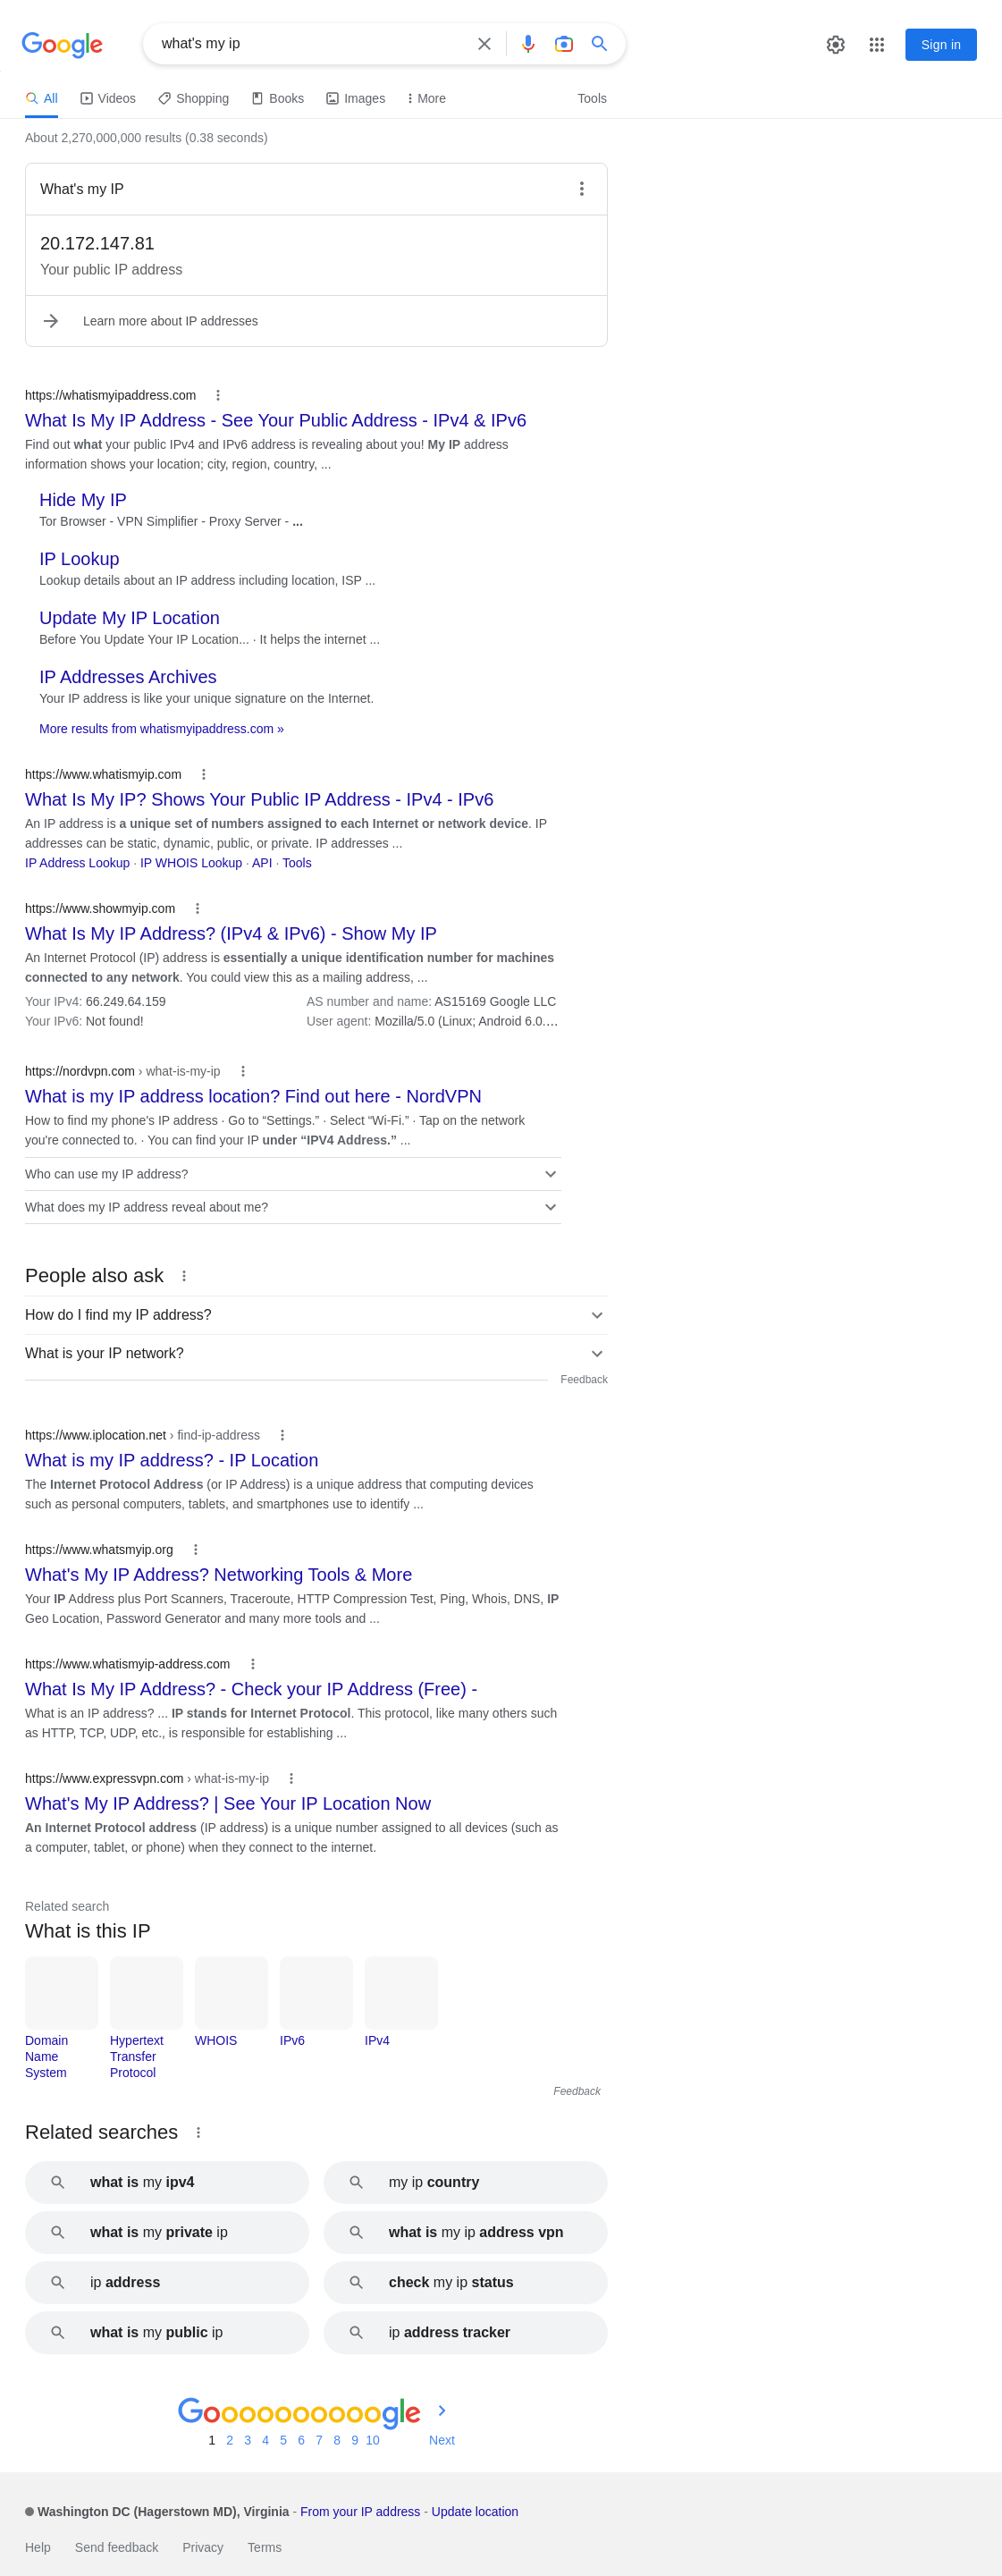 Google
what's my ip
Sign in
All Videos Shopping Books Images More Tools
About 2,270,000,000 results (0.38 seconds)
What's my IP
20.172.147.81
Your public IP address
Learn more about IP addresses
https://whatismyipaddress.com
What Is My IP Address - See Your Public Address - IPv4 & IPv6
Find out what your public IPv4 and IPv6 address is revealing about you! My IP address
information shows your location; city, region, country, ...
Hide My IP
Tor Browser - VPN Simplifier - Proxy Server - ...
IP Lookup
Lookup details about an IP address including location, ISP ...
Update My IP Location
Before You Update Your IP Location... · It helps the internet ...
IP Addresses Archives
Your IP address is like your unique signature on the Internet.
More results from whatismyipaddress.com »
https://www.whatismyip.com
What Is My IP? Shows Your Public IP Address - IPv4 - IPv6
An IP address is a unique set of numbers assigned to each Internet or network device. IP
addresses can be static, dynamic, public, or private. IP addresses ...
IP Address Lookup · IP WHOIS Lookup · API · Tools
https://www.showmyip.com
What Is My IP Address? (IPv4 & IPv6) - Show My IP
An Internet Protocol (IP) address is essentially a unique identification number for machines
connected to any network. You could view this as a mailing address, ...
Your IPv4: 66.249.64.159 AS number and name: AS15169 Google LLC
Your IPv6: Not found! User agent: Mozilla/5.0 (Linux; Android 6.0....
https://nordvpn.com › what-is-my-ip
What is my IP address location? Find out here - NordVPN
How to find my phone's IP address · Go to “Settings.” · Select “Wi-Fi.” · Tap on the network
you're connected to. · You can find your IP under “IPV4 Address.” ...
Who can use my IP address?
What does my IP address reveal about me?
People also ask
How do I find my IP address?
What is your IP network?
Feedback
https://www.iplocation.net › find-ip-address
What is my IP address? - IP Location
The Internet Protocol Address (or IP Address) is a unique address that computing devices
such as personal computers, tablets, and smartphones use to identify ...
https://www.whatsmyip.org
What's My IP Address? Networking Tools & More
Your IP Address plus Port Scanners, Traceroute, HTTP Compression Test, Ping, Whois, DNS, IP
Geo Location, Password Generator and many more tools and ...
https://www.whatismyip-address.com
What Is My IP Address? - Check your IP Address (Free) -
What is an IP address? ... IP stands for Internet Protocol. This protocol, like many others such
as HTTP, TCP, UDP, etc., is responsible for establishing ...
https://www.expressvpn.com › what-is-my-ip
What's My IP Address? | See Your IP Location Now
An Internet Protocol address (IP address) is a unique number assigned to all devices (such as
a computer, tablet, or phone) when they connect to the internet.
Related search
What is this IP
Domain Hypertext WHOIS IPv6 IPv4
Name Transfer
System Protocol
Feedback
Related searches
what is my ipv4 my ip country
what is my private ip what is my ip address vpn
ip address check my ip status
what is my public ip ip address tracker
Goooooooooogle
1 2 3 4 5 6 7 8 9 10 Next
Washington DC (Hagerstown MD), Virginia - From your IP address - Update location
Help Send feedback Privacy Terms